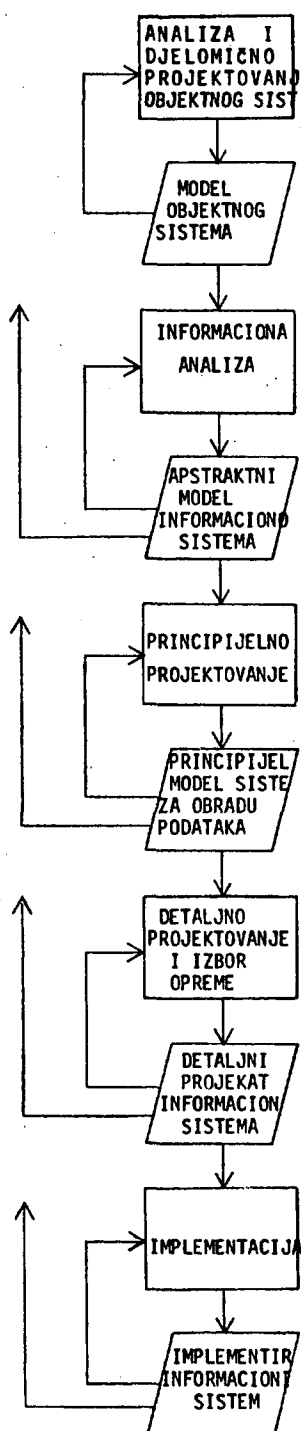 ANALIZA I
DJELOMIČNO
PROJEKTOVANJ
OBJEKTNOG SIST
MODEL
OBJEKTNOG
SISTEMA
INFORMACIONA
ANALIZA
APSTRAKTNI
MODEL
INFORMACIONO
SISTEMA
PRINCIPIJELNO
PROJEKTOVANJE
PRINCIPIJEL
MODEL SISTE
ZA OBRADU
PODATAKA
DETALJNO
PROJEKTOVANJE
I IZBOR
OPREME
DETALJNI
PROJEKAT
INFORMACION
SISTEMA
IMPLEMENTACIJA
IMPLEMENTIR
INFORMACIONI
SISTEM